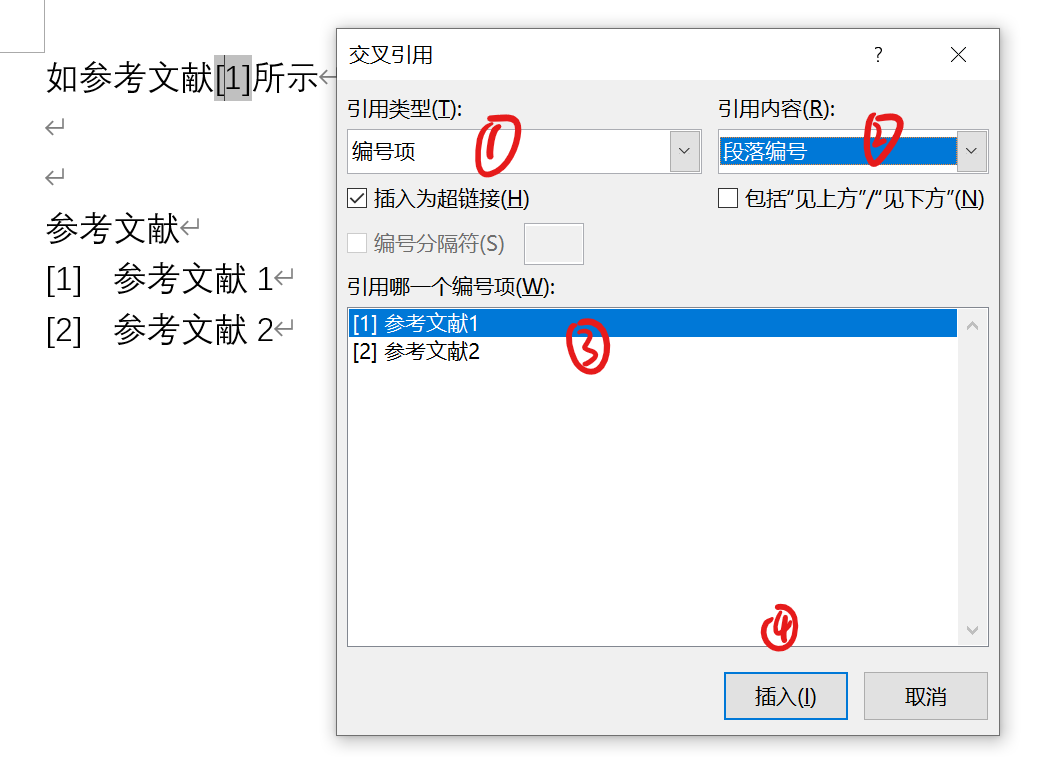 如参考文献[1]所示
参考文献
[1] 参考文献 1
[2] 参考文献 2
交叉引用
?
引用类型(T):
引用内容(R):
编号项
①
段落编号
②
插入为超链接(H)
包括“见上方”/“见下方”(N)
编号分隔符(S)
引用哪一个编号项(W):
[1] 参考文献1
[2] 参考文献2
③
④
插入(I)
取消